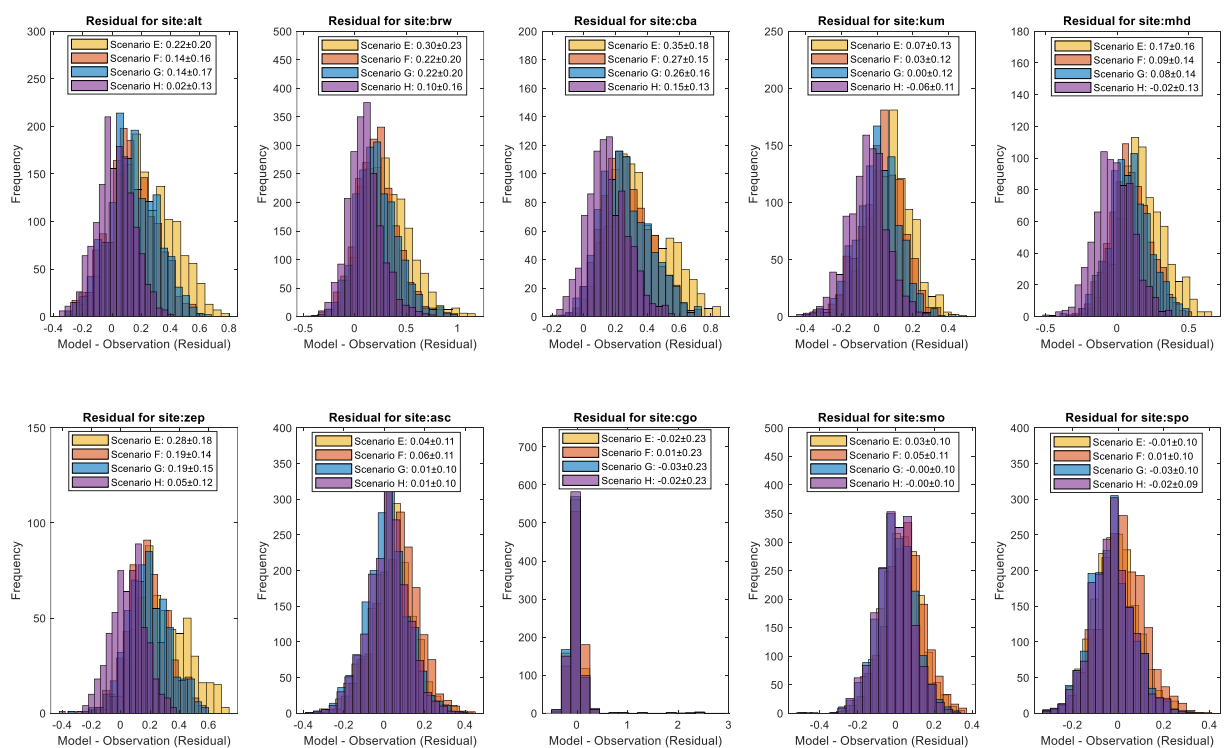 Residual for site:alt
Scenario E: 0.22±0.20
Scenario F: 0.14±0.16
Scenario G: 0.14±0.17
Scenario H: 0.02±0.13
300
250
200
150
100
50
0
Frequency
-0.4 -0.2 0 0.2 0.4 0.6 0.8
Model - Observation (Residual)
Residual for site:brw
Scenario E: 0.30±0.23
Scenario F: 0.22±0.20
Scenario G: 0.22±0.20
Scenario H: 0.10±0.16
500
450
400
350
300
250
200
150
100
50
0
Frequency
-0.5 0 0.5 1
Model - Observation (Residual)
Residual for site:cba
Scenario E: 0.35±0.18
Scenario F: 0.27±0.15
Scenario G: 0.26±0.16
Scenario H: 0.15±0.13
200
180
160
140
120
100
80
60
40
20
0
Frequency
-0.2 0 0.2 0.4 0.6 0.8
Model - Observation (Residual)
Residual for site:kum
Scenario E: 0.07±0.13
Scenario F: 0.03±0.12
Scenario G: 0.00±0.12
Scenario H: -0.06±0.11
250
200
150
100
50
0
Frequency
-0.4 -0.2 0 0.2 0.4
Model - Observation (Residual)
Residual for site:mhd
Scenario E: 0.17±0.16
Scenario F: 0.09±0.14
Scenario G: 0.08±0.14
Scenario H: -0.02±0.13
180
160
140
120
100
80
60
40
20
0
Frequency
-0.5 0 0.5
Model - Observation (Residual)
Residual for site:zep
Scenario E: 0.28±0.18
Scenario F: 0.19±0.14
Scenario G: 0.19±0.15
Scenario H: 0.05±0.12
150
100
50
0
Frequency
-0.4 -0.2 0 0.2 0.4 0.6
Model - Observation (Residual)
Residual for site:asc
Scenario E: 0.04±0.11
Scenario F: 0.06±0.11
Scenario G: 0.01±0.10
Scenario H: 0.01±0.10
400
350
300
250
200
150
100
50
0
Frequency
-0.4 -0.2 0 0.2 0.4
Model - Observation (Residual)
Residual for site:cgo
Scenario E: -0.02±0.23
Scenario F: 0.01±0.23
Scenario G: -0.03±0.23
Scenario H: -0.02±0.23
700
600
500
400
300
200
100
0
Frequency
0 1 2 3
Model - Observation (Residual)
Residual for site:smo
Scenario E: 0.03±0.10
Scenario F: 0.05±0.11
Scenario G: -0.00±0.10
Scenario H: -0.00±0.10
500
450
400
350
300
250
200
150
100
50
0
Frequency
-0.4 -0.2 0 0.2 0.4
Model - Observation (Residual)
Residual for site:spo
Scenario E: -0.01±0.10
Scenario F: 0.01±0.10
Scenario G: -0.03±0.10
Scenario H: -0.02±0.09
400
350
300
250
200
150
100
50
0
Frequency
-0.2 0 0.2 0.4
Model - Observation (Residual)